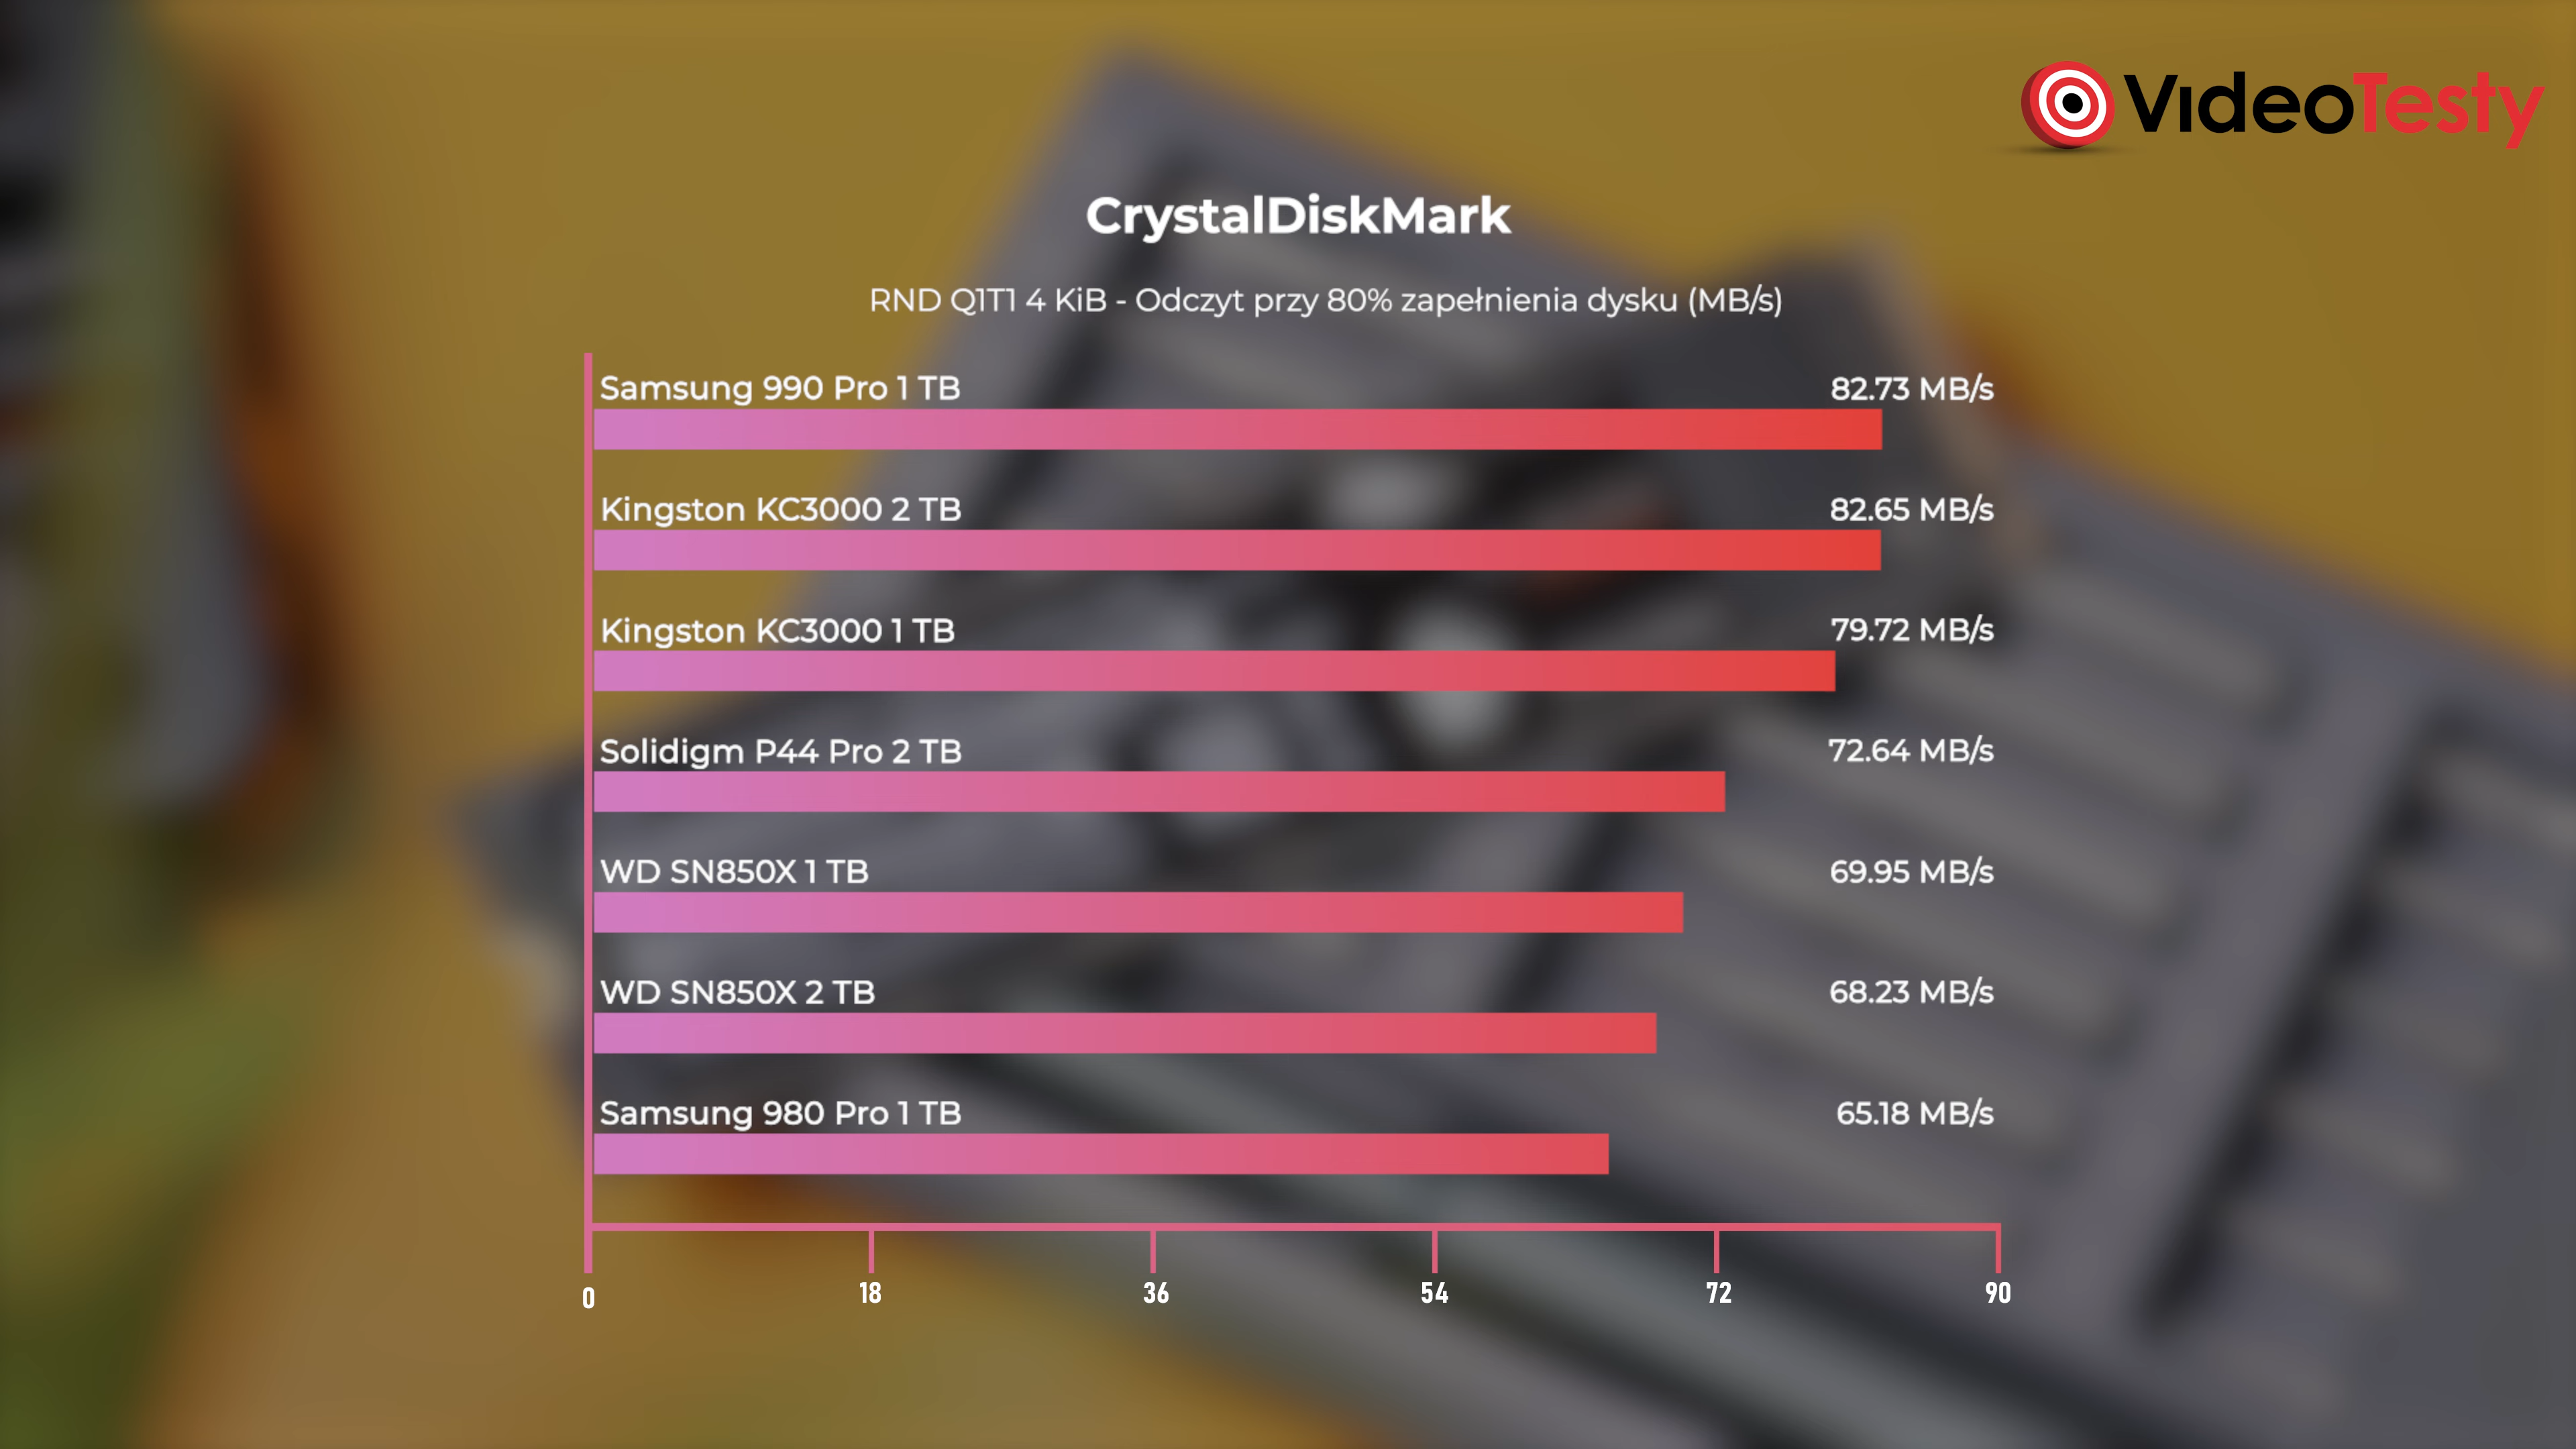 VideoTesty
CrystalDiskMark
RND Q1T1 4 KiB - Odczyt przy 80% zapełnienia dysku (MB/s)
Samsung 990 Pro 1 TB 82.73 MB/s
Kingston KC3000 2 TB 82.65 MB/s
Kingston KC3000 1 TB 79.72 MB/s
Solidigm P44 Pro 2 TB 72.64 MB/s
WD SN850X 1 TB 69.95 MB/s
WD SN850X 2 TB 68.23 MB/s
Samsung 980 Pro 1 TB 65.18 MB/s
0 18 36 54 72 90